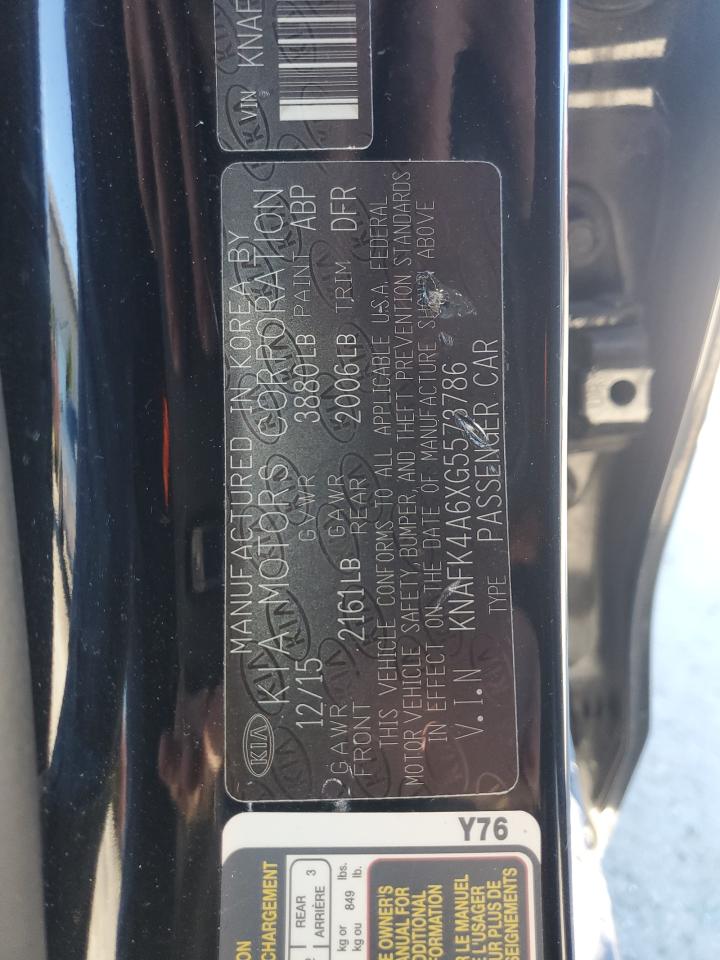 VIN KNAF
MANUFACTURED IN KOREA BY
KIA KIA MOTORS CORPORATION
12/15 GVWR 3880LB PAINT ABP
GAWR FRONT 2161LB GAWR REAR 2006LB TRIM DFR
THIS VEHICLE CONFORMS TO ALL APPLICABLE U.S.A. FEDERAL
MOTOR VEHICLE SAFETY, BUMPER, AND THEFT PREVENTION STANDARDS
IN EFFECT ON THE DATE OF MANUFACTURE SHOWN ABOVE
V.I.N KNAFK4A6XG5573786
TYPE PASSENGER CAR
Y76
CHARGEMENT
REAR 3
ARRIÈRE
kg or 849 lbs.
kg ou lb.
OWNER'S
MANUAL FOR
ADDITIONAL
R LE MANUEL
L'USAGER
UR PLUS DE